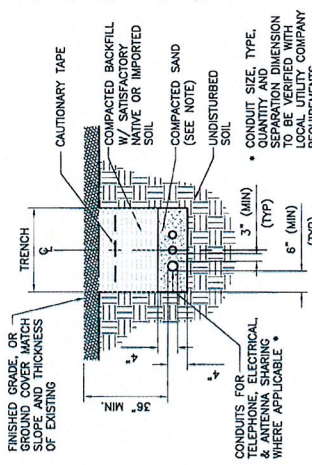 FINISHED GRADE, OR
GROUND COVER MATCH
SLOPE AND THICKNESS
OF EXISTING
TRENCH
℄
CAUTIONARY TAPE
COMPACTED BACKFILL
W/ SATISFACTORY
NATIVE OR IMPORTED
SOIL
COMPACTED SAND
(SEE NOTE)
UNDISTURBED
SOIL
36" MIN.
4"
4"
CONDUITS FOR
TELEPHONE, ELECTRICAL,
& ANTENNA SHARING
WHERE APPLICABLE *
3" (MIN)
(TYP)
6" (MIN)
(TYP)
* CONDUIT SIZE, TYPE,
QUANTITY AND
SEPARATION DIMENSION
TO BE VERIFIED WITH
LOCAL UTILITY COMPANY
REQUIREMENTS